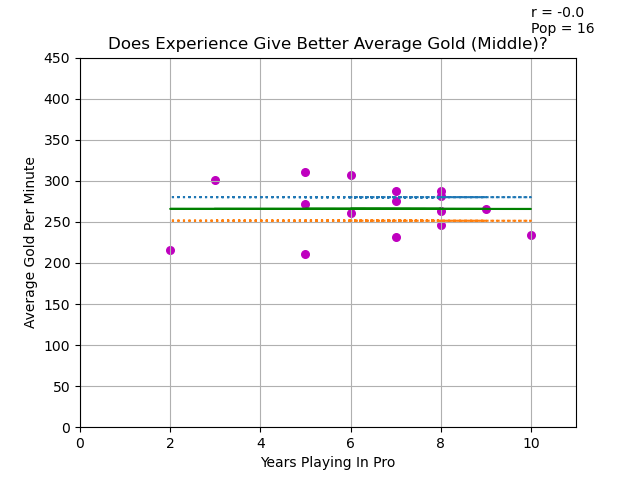 r = -0.0
Pop = 16
Does Experience Give Better Average Gold (Middle)?
450
400
350
300
250
200
150
100
50
0
Average Gold Per Minute
0 2 4 6 8 10
Years Playing In Pro